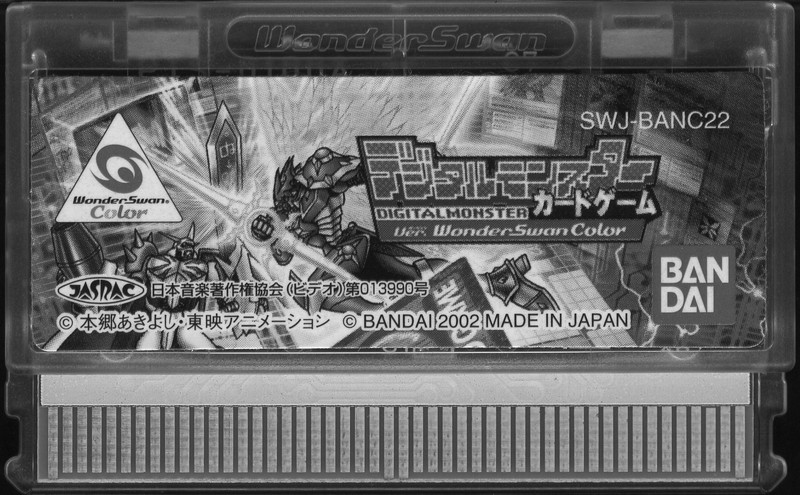 WonderSwan
SWJ-BANC22
WonderSwan
Color
デジタルモンスター
DIGITALMONSTER カードゲーム
Ver. WonderSwanColor
BAN
DAI
JASRAC 日本音楽著作権協会(ビデオ)第013990号
© 本郷あきよし・東映アニメーション © BANDAI 2002 MADE IN JAPAN